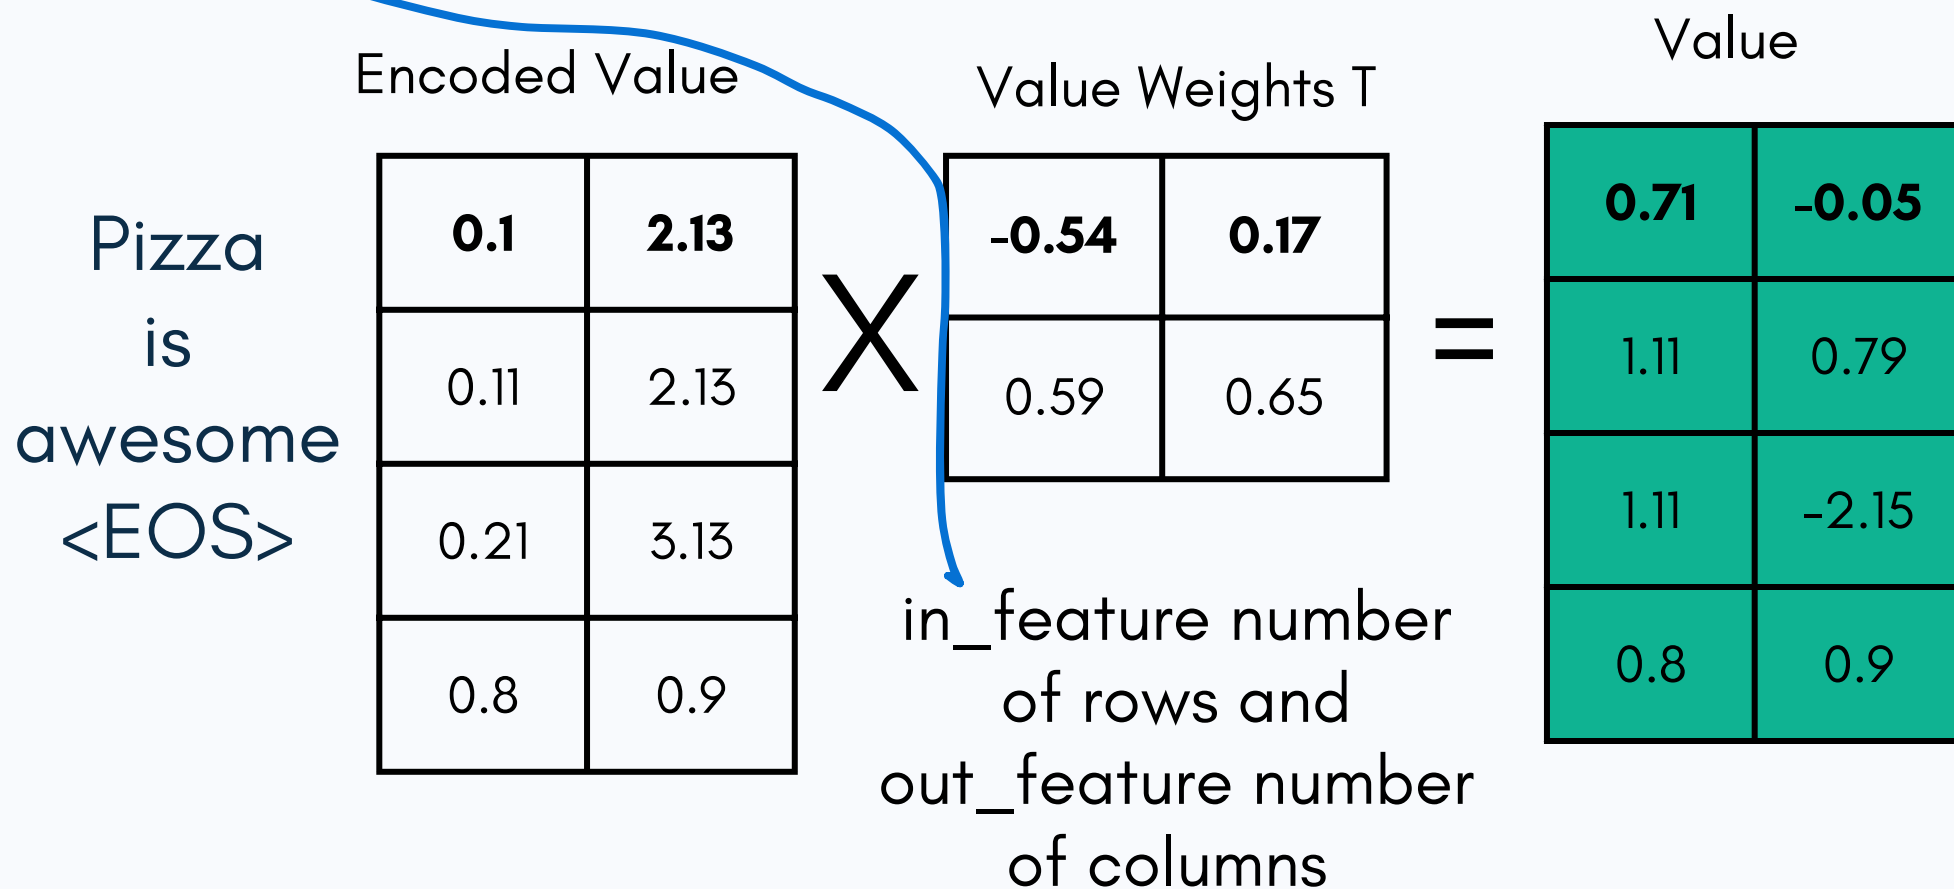 Encoded Value
Value Weights T
Value
Pizza
is
awesome
<EOS>
0.1 2.13
0.11 2.13
0.21 3.13
0.8 0.9
X
-0.54 0.17
0.59 0.65
=
0.71 -0.05
1.11 0.79
1.11 -2.15
0.8 0.9
in_feature number
of rows and
out_feature number
of columns